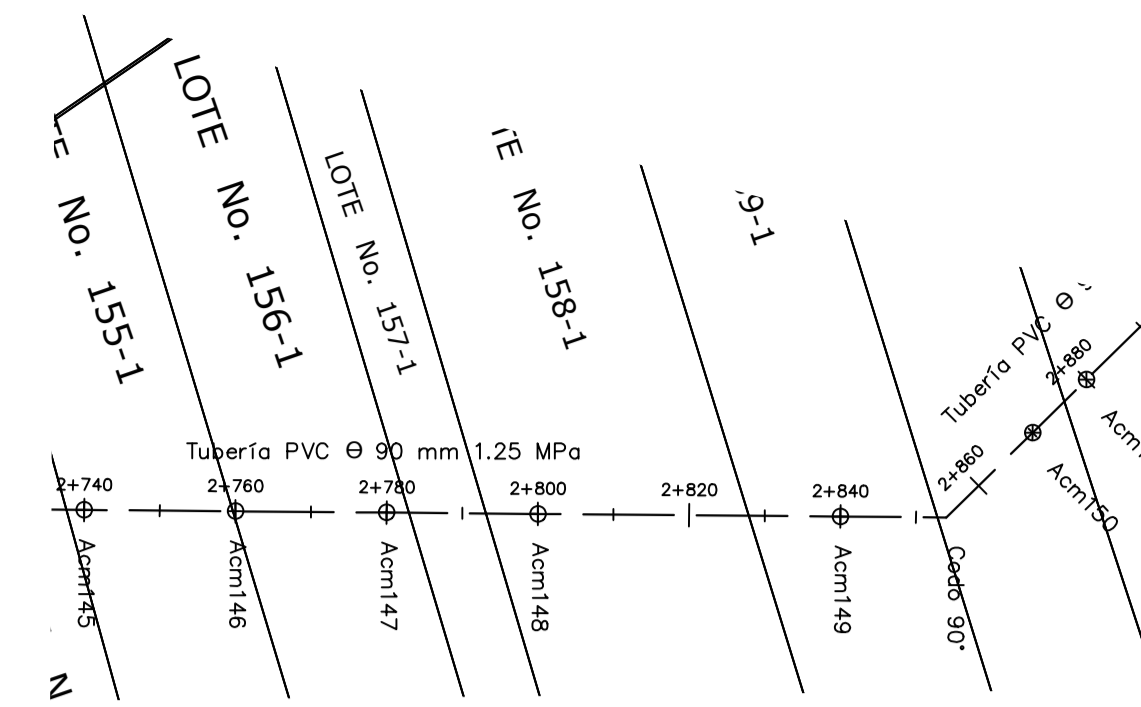 No. 155-1
LOTE No. 156-1
LOTE No. 157-1
No. 158-1
9-1
Tubería PVC Ɵ 90 mm 1.25 MPa
Tubería PVC Ɵ
2+740
2+760
2+780
2+800
2+820
2+840
2+860
2+880
Acm145
Acm146
Acm147
Acm148
Acm149
Codo 90°
Acm150
Acm
N